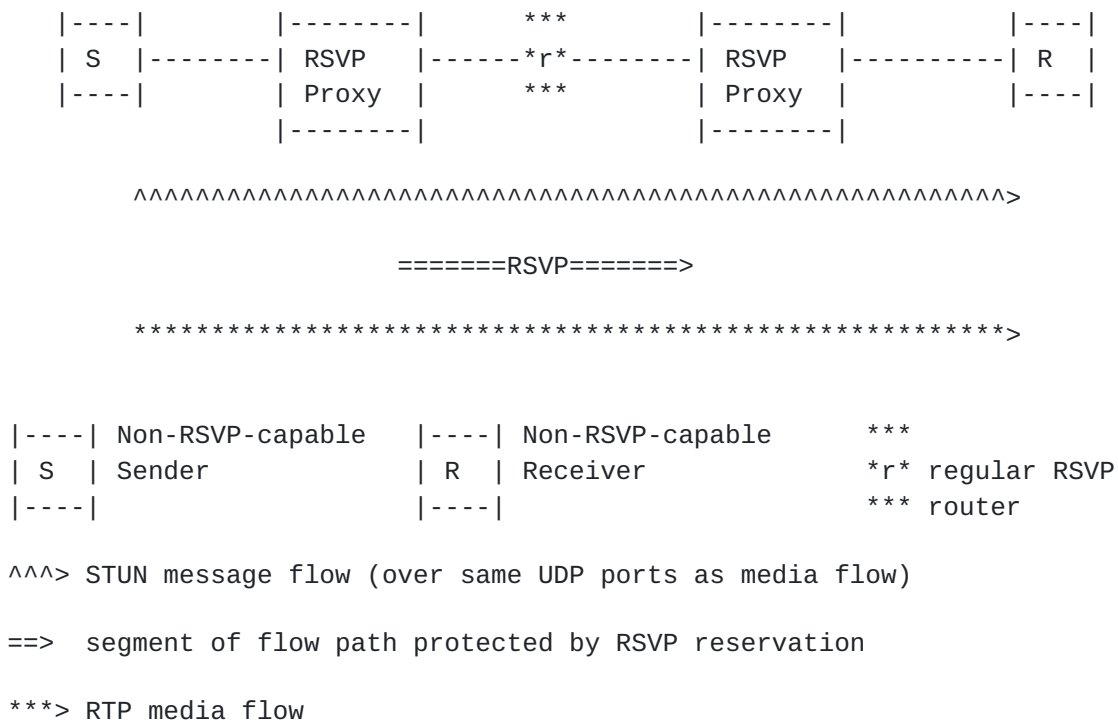 |----|         |--------|      ***        |--------|          |----|
| S  |--------| RSVP   |------*r*--------| RSVP   |----------| R  |
|----|        | Proxy  |      ***        | Proxy  |          |----|
|--------|                 |--------|
^^^^^^^^^^^^^^^^^^^^^^^^^^^^^^^^^^^^^^^^^^^^^^^^^^^^^^^^>
=======RSVP=======>
********************************************************>
|----| Non-RSVP-capable   |----| Non-RSVP-capable      ***
| S  | Sender             | R  | Receiver              *r* regular RSVP
|----|                    |----|                       *** router
^^^> STUN message flow (over same UDP ports as media flow)
==>  segment of flow path protected by RSVP reservation
***> RTP media flow